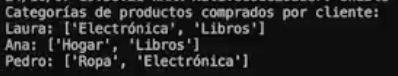 Categorías de productos comprados por cliente:
Laura: ['Electrónica', 'Libros']
Ana: ['Hogar', 'Libros']
Pedro: ['Ropa', 'Electrónica']